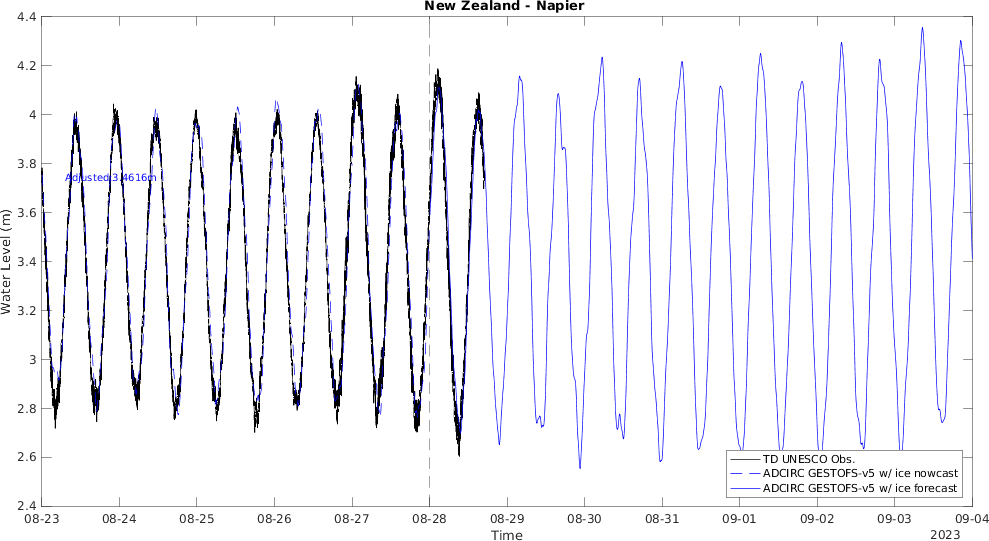 New Zealand - Napier
4.4
4.2
4
3.8
3.6
3.4
3.2
3
2.8
2.6
2.4
Water Level (m)
Adjusted:3.4616m
TD UNESCO Obs.
ADCIRC GESTOFS-v5 w/ ice nowcast
ADCIRC GESTOFS-v5 w/ ice forecast
08-23 08-24 08-25 08-26 08-27 08-28 08-29 08-30 08-31 09-01 09-02 09-03 09-04
Time
2023